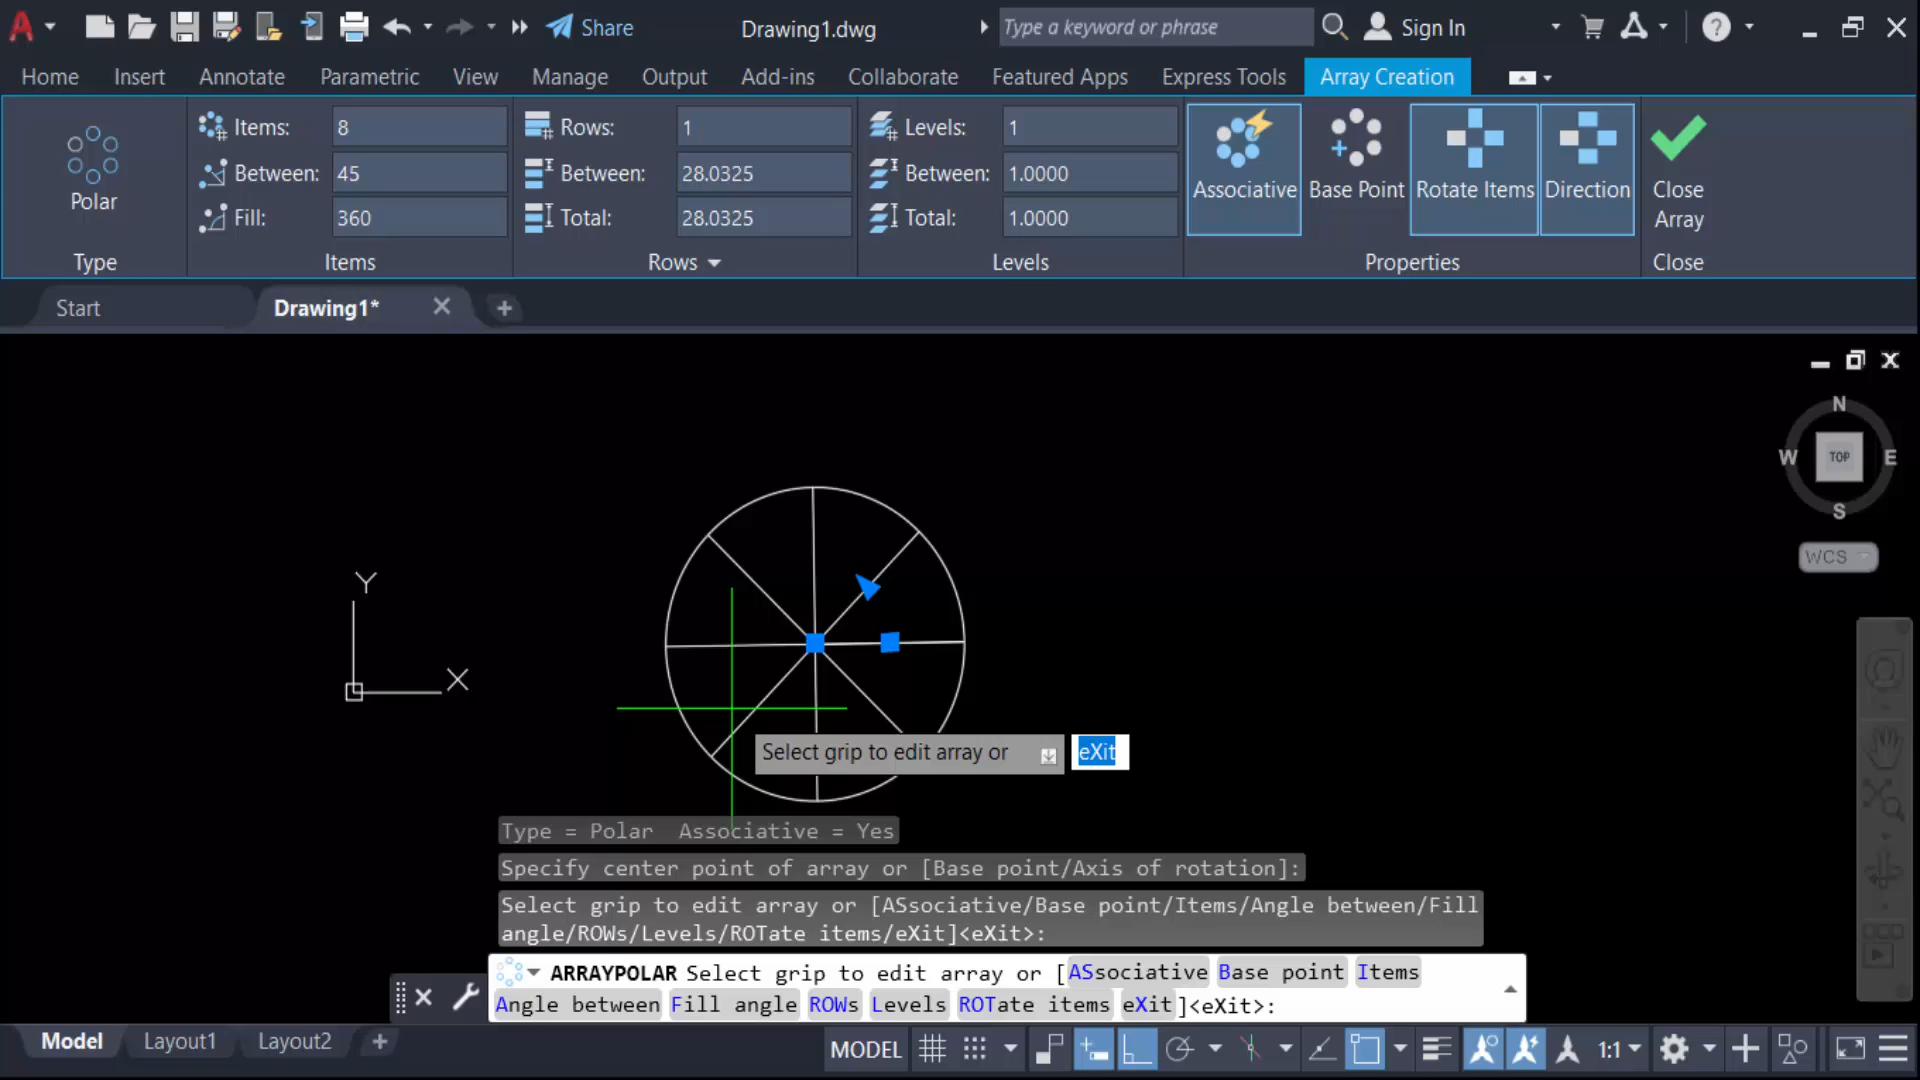 Share
Drawing1.dwg
Type a keyword or phrase
Sign In
Home Insert Annotate Parametric View Manage Output Add-ins Collaborate Featured Apps Express Tools Array Creation
Items: 8 Rows: 1 Levels: 1
Between: 45 Between: 28.0325 Between: 1.0000
Associative Base Point Rotate Items Direction Close
Polar
Fill: 360 Total: 28.0325 Total: 1.0000
Array
Type Items Rows Levels Properties Close
Start Drawing1*
N
W TOP E
S
WCS
Y
X
Select grip to edit array or eXit
Type = Polar  Associative = Yes
Specify center point of array or [Base point/Axis of rotation]:
Select grip to edit array or [ASsociative/Base point/Items/Angle between/Fill
angle/ROWs/Levels/ROTate items/eXit]<eXit>:
ARRAYPOLAR Select grip to edit array or [ASsociative Base point Items
Angle between Fill angle ROWs Levels ROTate items eXit]<eXit>:
Model Layout1 Layout2
MODEL 1:1